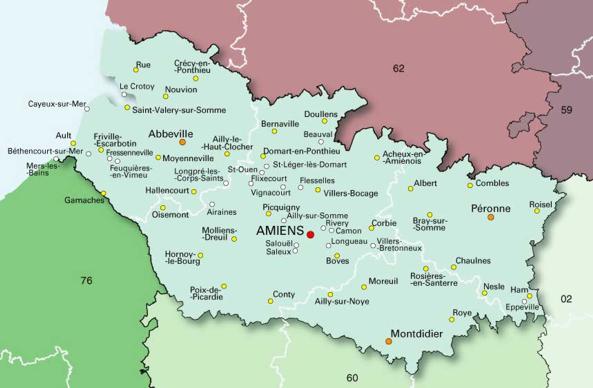 62
59
Rue
Crécy-en-
-Ponthieu
Le Crotoy
Nouvion
Cayeux-sur-Mer
Saint-Valery-sur-Somme
Doullens
Bernaville
Beauval
Ault
Friville-
-Escarbotin
Abbeville
Ailly-le-
-Haut-Clocher
Béthencourt-sur-Mer
Fressenneville
Mers-les-
-Bains
Feuguières-
-en-Vimeu
Moyenneville
Domart-en-Ponthieu
Acheux-en-
-Amiénois
St-Léger-lès-Domart
St-Ouen
Longpré-les-
-Corps-Saints
Flixecourt
Vignacourt
Flesselles
Villers-Bocage
Albert
Combles
Gamaches
Hallencourt
Oisemont
Airaines
Picquigny
Ailly-sur-Somme
Péronne
Roisel
Bray-sur-
-Somme
Corbie
Rivery
Camon
AMIENS
Molliens-
-Dreuil
Salouël
Saleux
Longueau
Villers-
-Bretonneux
Boves
Hornoy-
-le-Bourg
Chaulnes
Rosières-
-en-Santerre
76
Poix-de-
-Picardie
Conty
Moreuil
Ailly-sur-Noye
Nesle
Ham
Eppeville
02
Roye
Montdidier
60